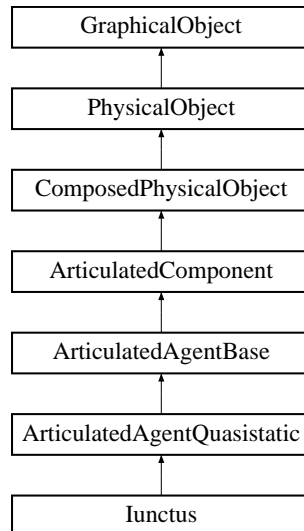 GraphicalObject
PhysicalObject
ComposedPhysicalObject
ArticulatedComponent
ArticulatedAgentBase
ArticulatedAgentQuasistatic
Iunctus